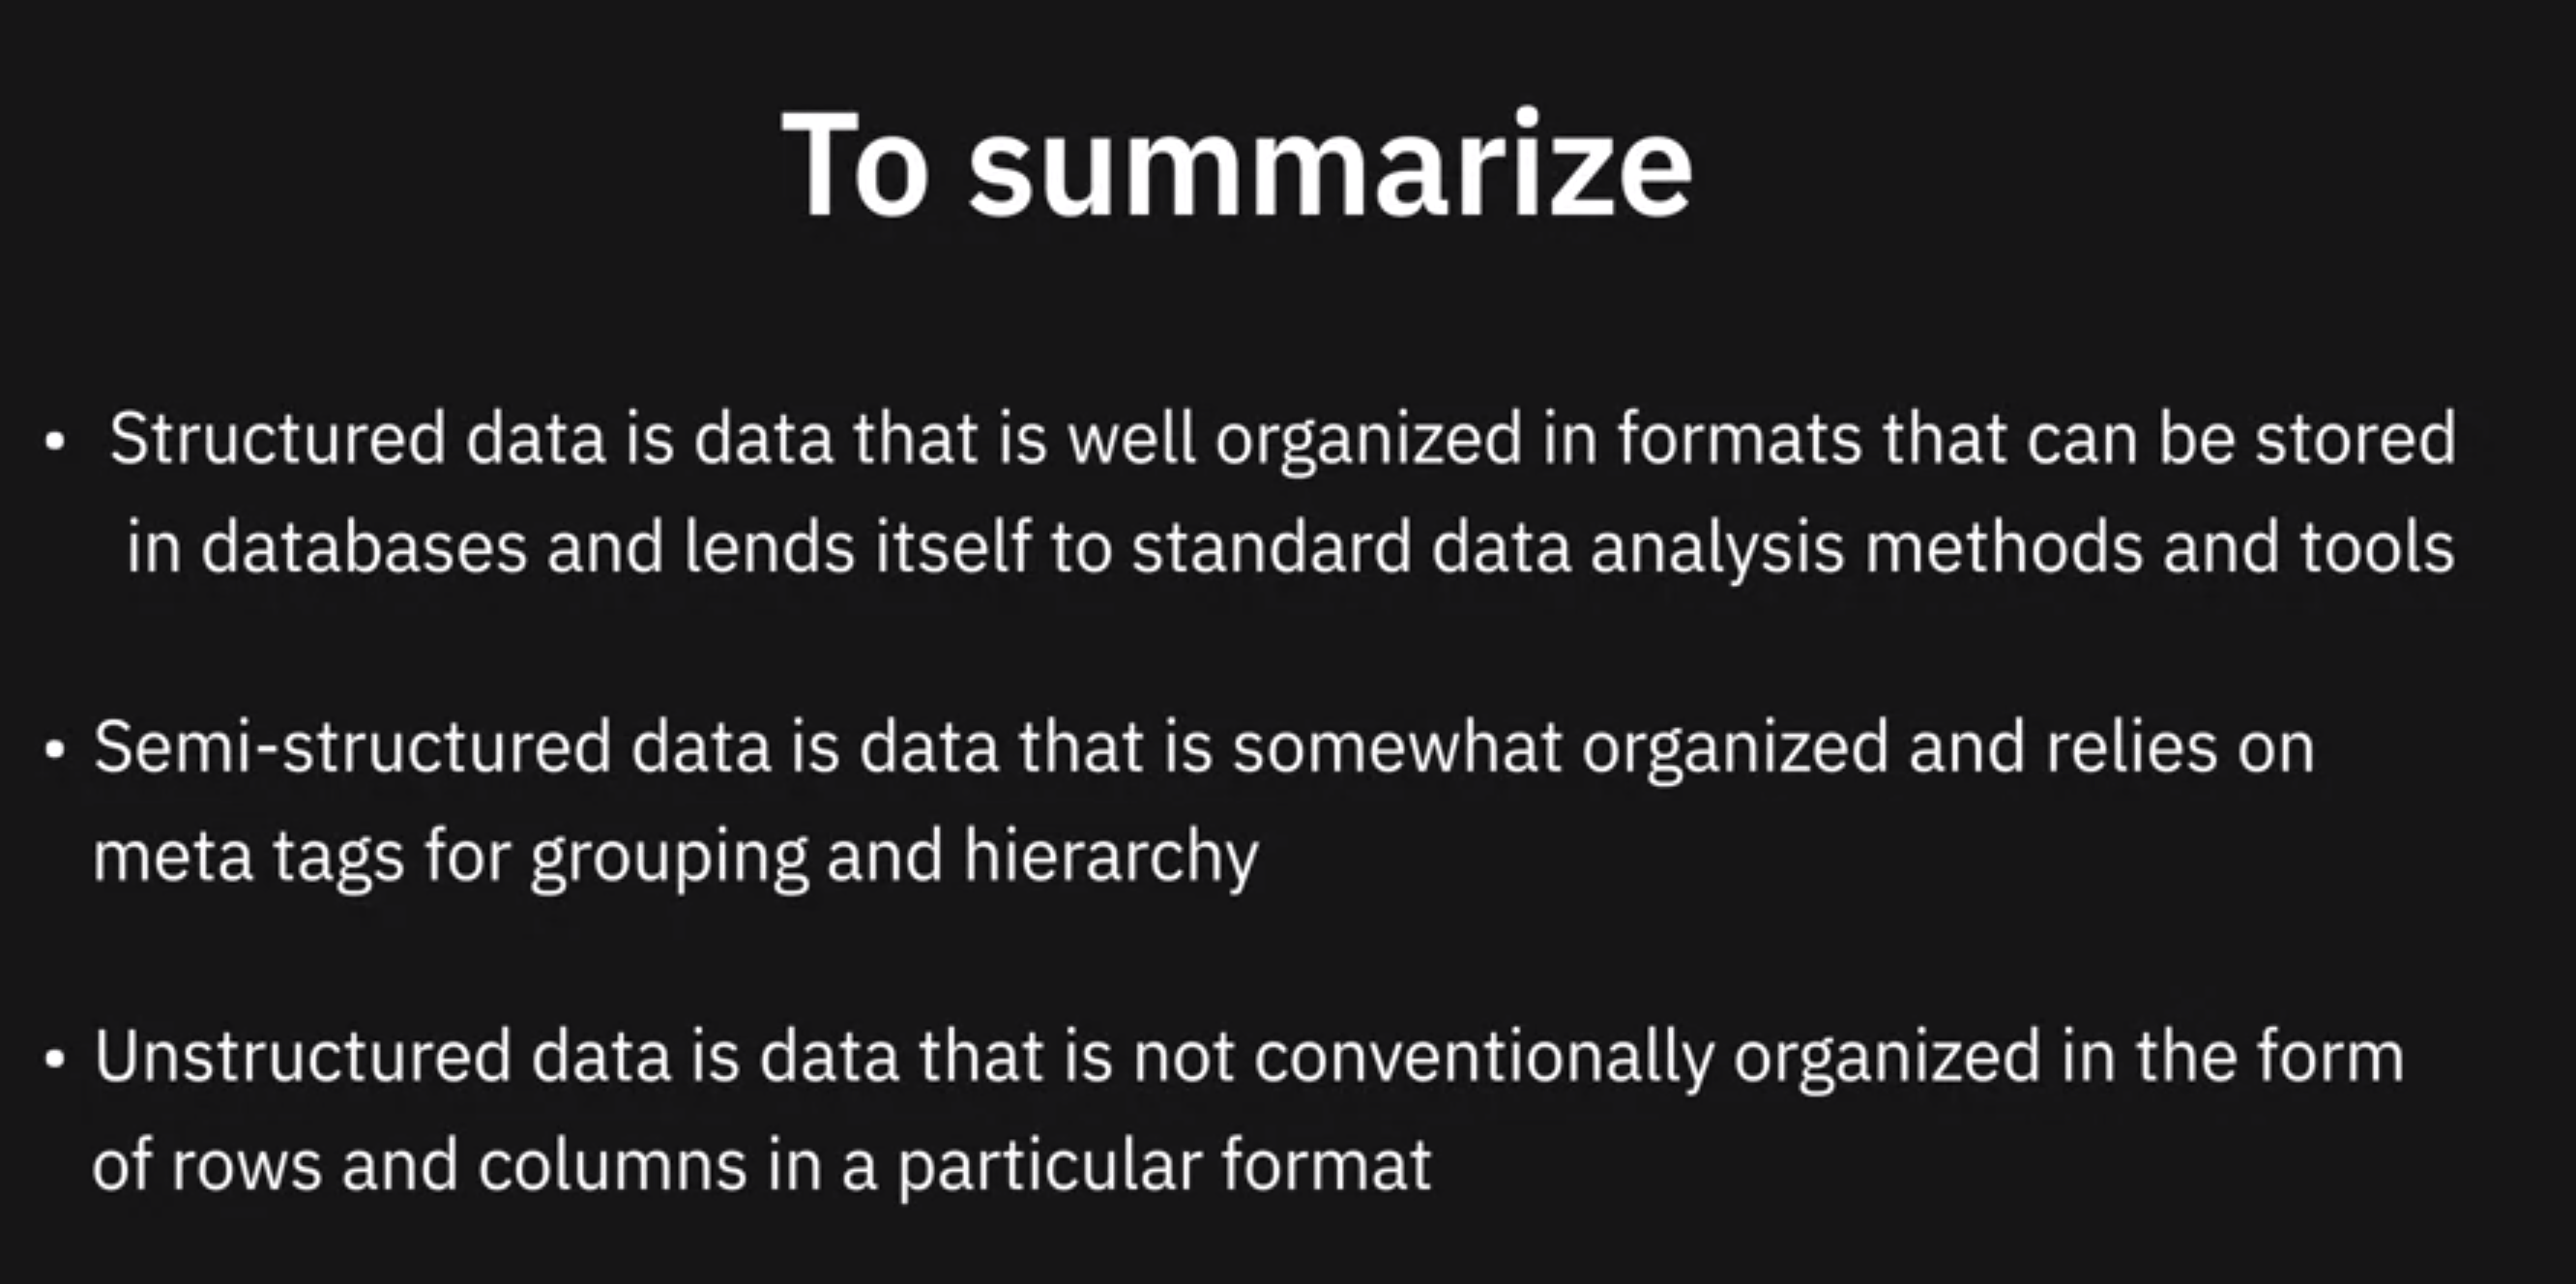 To summarize
• Structured data is data that is well organized in formats that can be stored
in databases and lends itself to standard data analysis methods and tools
• Semi-structured data is data that is somewhat organized and relies on
meta tags for grouping and hierarchy
• Unstructured data is data that is not conventionally organized in the form
of rows and columns in a particular format